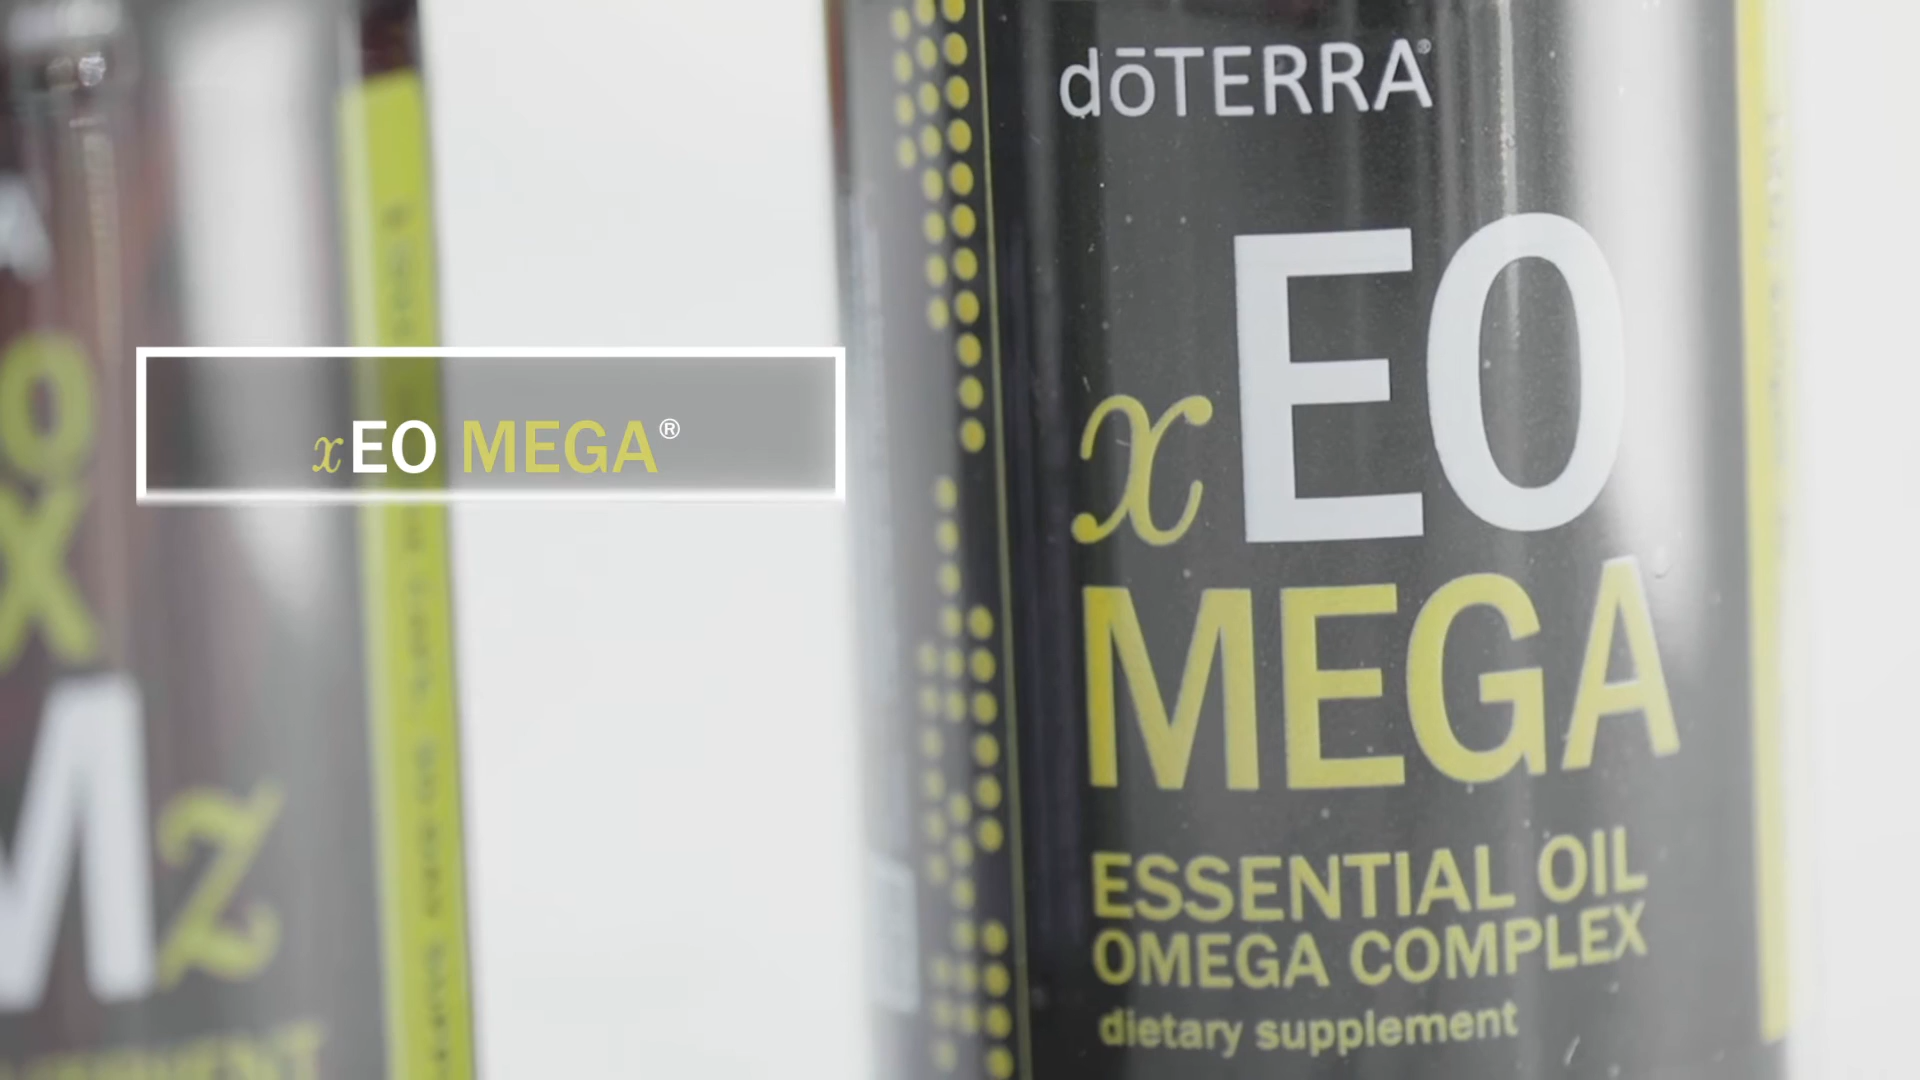 xEO MEGA®
dōTERRA®
xEO
MEGA
ESSENTIAL OIL
OMEGA COMPLEX
dietary supplement